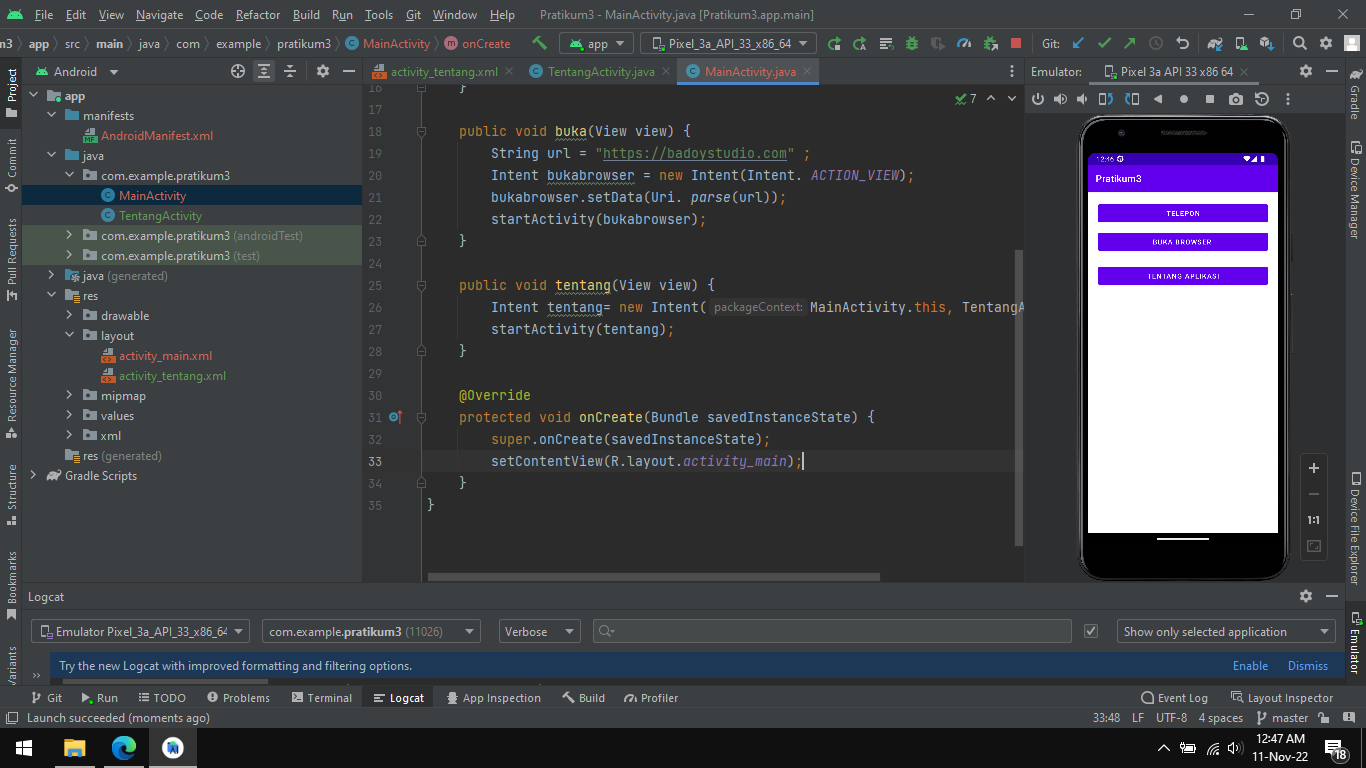 File Edit View Navigate Code Refactor Build Run Tools Git Window Help Pratikum3 - MainActivity.java [Pratikum3.app.main]
n3 app src main java com example pratikum3 MainActivity onCreate app Pixel_3a_API_33_x86_64 Git:
Project
Commit
Pull Requests
Resource Manager
Structure
Bookmarks
Android
app
manifests
AndroidManifest.xml
java
com.example.pratikum3
MainActivity
TentangActivity
com.example.pratikum3 (androidTest)
com.example.pratikum3 (test)
java (generated)
res
drawable
layout
activity_main.xml
activity_tentang.xml
mipmap
values
xml
res (generated)
Gradle Scripts
activity_tentang.xml TentangActivity.java MainActivity.java
7
16 }
17
18 public void buka(View view) {
19 String url = "https://badoystudio.com" ;
20 Intent bukabrowser = new Intent(Intent. ACTION_VIEW);
21 bukabrowser.setData(Uri. parse(url));
22 startActivity(bukabrowser);
23 }
24
25 public void tentang(View view) {
26 Intent tentang= new Intent( packageContext: MainActivity.this, TentangA
27 startActivity(tentang);
28 }
29
30 @Override
31 protected void onCreate(Bundle savedInstanceState) {
32 super.onCreate(savedInstanceState);
33 setContentView(R.layout.activity_main);
34 }
35 }
Emulator: Pixel 3a API 33 x86 64
12:46
Pratikum3
TELEPON
BUKA BROWSER
TENTANG APLIKASI
1:1
Gradle
Device Manager
Device File Explorer
Emulator
Logcat
Emulator Pixel_3a_API_33_x86_64 com.example.pratikum3 (11026) Verbose Show only selected application
Try the new Logcat with improved formatting and filtering options. Enable Dismiss
Git Run TODO Problems Terminal Logcat App Inspection Build Profiler Event Log Layout Inspector
Launch succeeded (moments ago) 33:48 LF UTF-8 4 spaces master
12:47 AM
11-Nov-22
18